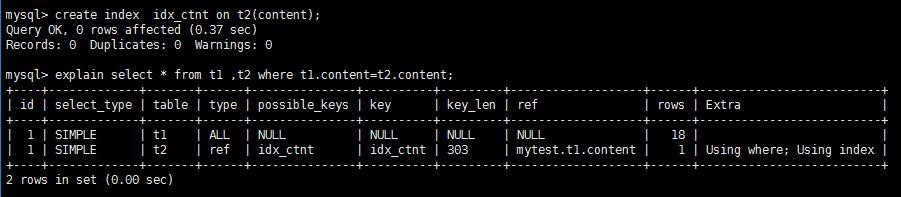 mysql> create index  idx_ctnt on t2(content);
Query OK, 0 rows affected (0.37 sec)
Records: 0  Duplicates: 0  Warnings: 0

mysql> explain select * from t1 ,t2 where t1.content=t2.content;
+----+-------------+-------+------+---------------+----------+---------+-------------------+------+--------------------------+
| id | select_type | table | type | possible_keys | key      | key_len | ref               | rows | Extra                    |
+----+-------------+-------+------+---------------+----------+---------+-------------------+------+--------------------------+
|  1 | SIMPLE      | t1    | ALL  | NULL          | NULL     | NULL    | NULL              |   18 |                          |
|  1 | SIMPLE      | t2    | ref  | idx_ctnt      | idx_ctnt | 303     | mytest.t1.content |    1 | Using where; Using index |
+----+-------------+-------+------+---------------+----------+---------+-------------------+------+--------------------------+
2 rows in set (0.00 sec)